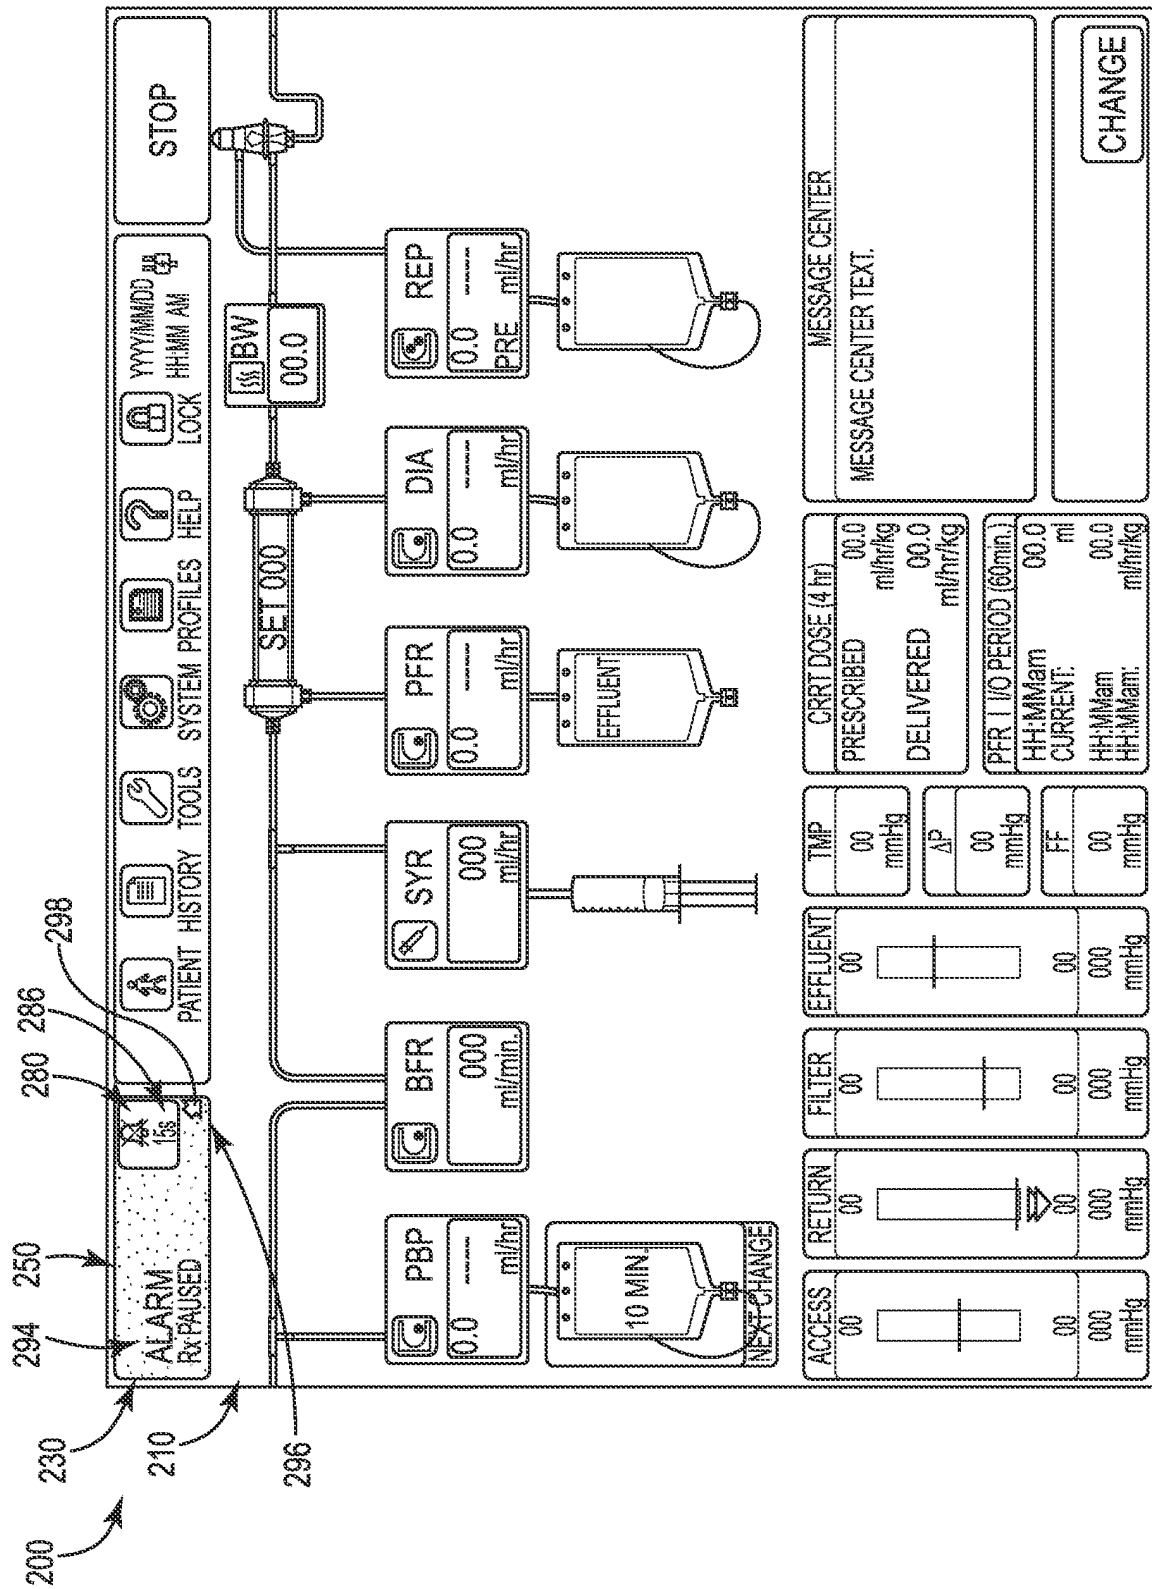 200
210
230
294
250
280
286
298
296
ALARM
Rx PAUSED
15s
PATIENT
HISTORY
TOOLS
SYSTEM
PROFILES
HELP
LOCK
YYYY/MM/DD
HH:MM AM
STOP
SET 000
BW
00.0
PBP
0.0 ----
ml/hr
BFR
000
ml/min.
SYR
000
ml/hr
PFR
0.0 ----
ml/hr
DIA
0.0 ----
ml/hr
REP
0.0 ----
PRE ml/hr
10 MIN.
NEXT CHANGE
EFFLUENT
ACCESS
00
00
000
mmHg
RETURN
00
00
000
mmHg
FILTER
00
00
000
mmHg
EFFLUENT
00
00
000
mmHg
TMP
00
mmHg
ΔP
00
mmHg
FF
00
mmHg
CRRT DOSE (4 hr)
PRESCRIBED 00.0
ml/hr/kg
DELIVERED 00.0
ml/hr/kg
PFR I I/O PERIOD (60min.)
HH:MMam 00.0
CURRENT: ml
HH:MMam 00.0
HH:MMam: ml/hr/kg
MESSAGE CENTER
MESSAGE CENTER TEXT.
CHANGE